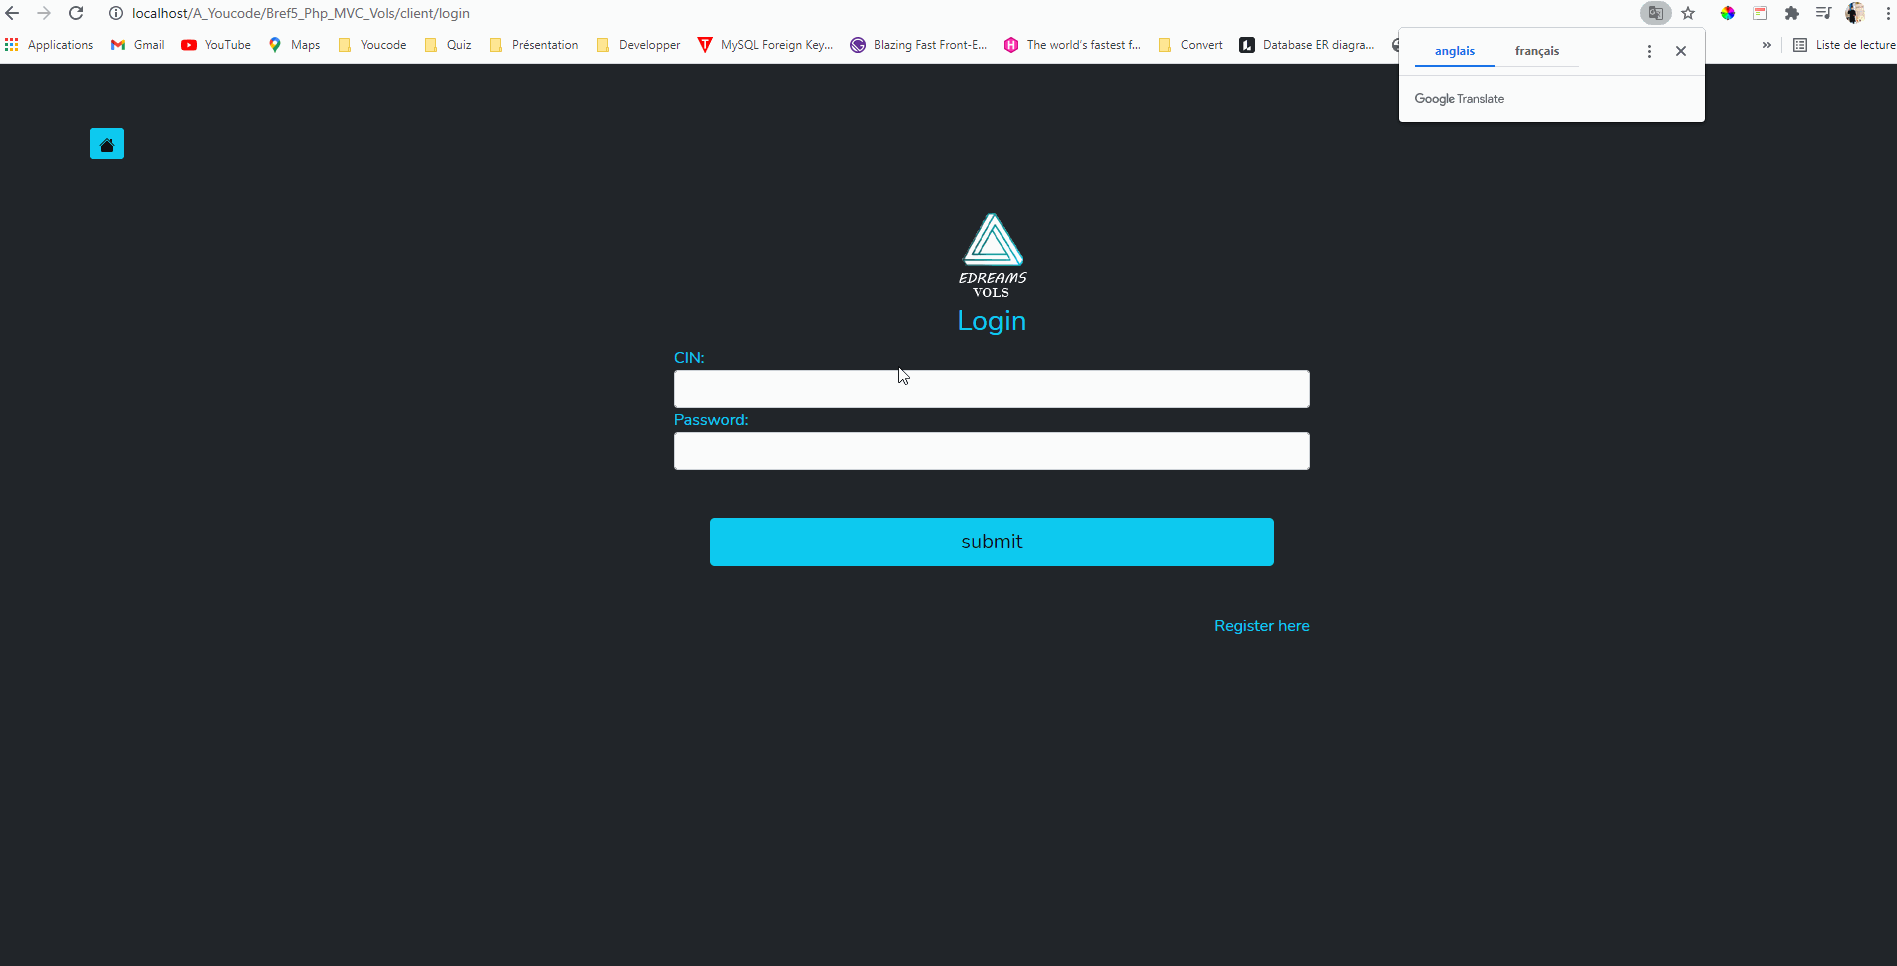 localhost/A_Youcode/Bref5_Php_MVC_Vols/client/login
Applications Gmail YouTube Maps Youcode Quiz Présentation Developper MySQL Foreign Key... Blazing Fast Front-E... The world's fastest f... Convert Database ER diagra... » Liste de lecture
anglais français
Google Translate
EDREAMS
VOLS
Login
CIN:
Password:
submit
Register here